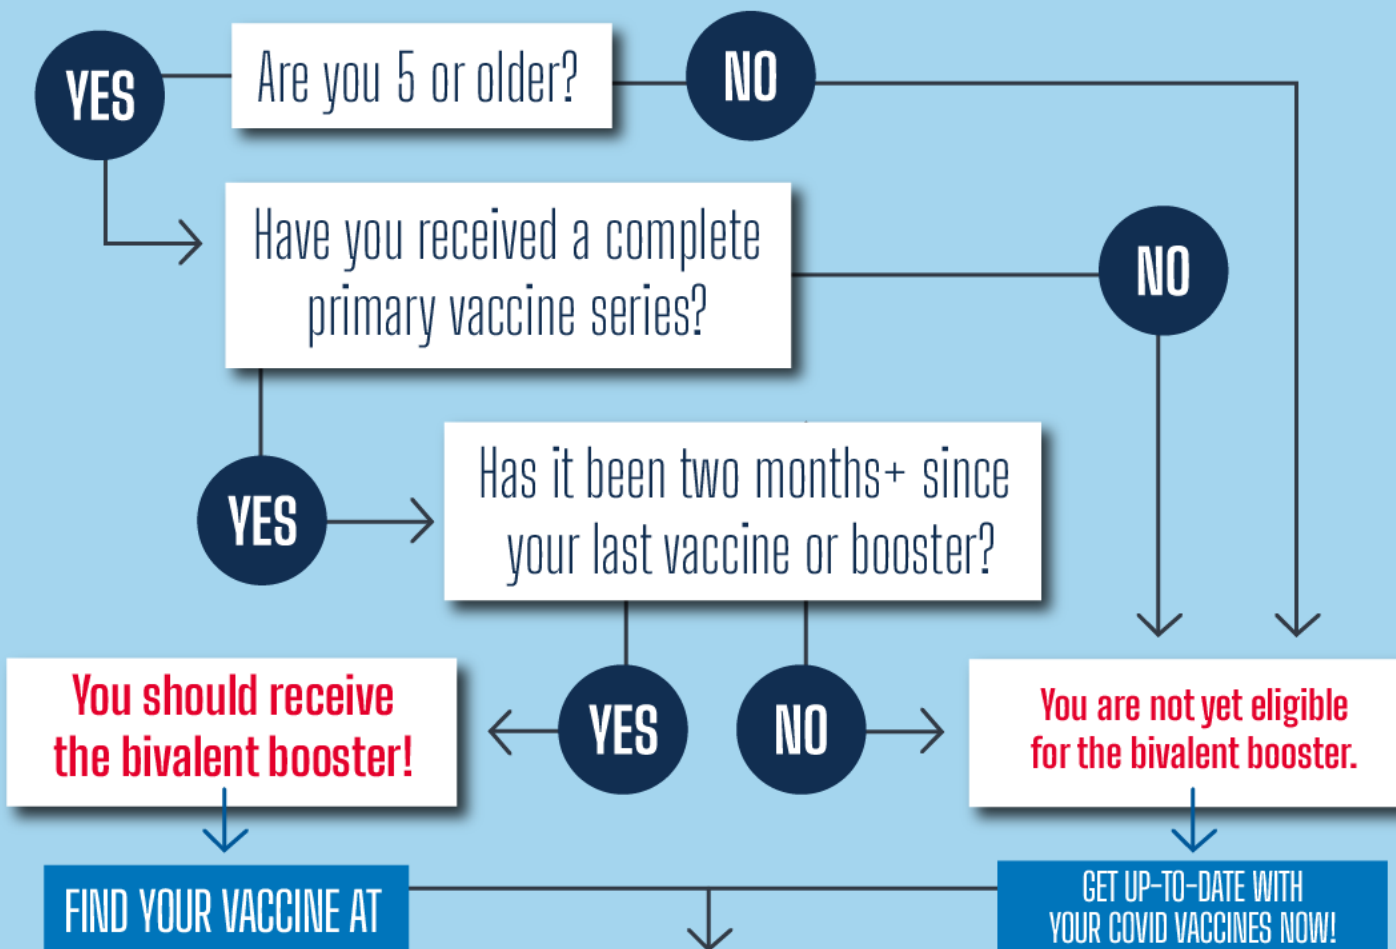 YES
Are you 5 or older?
NO
Have you received a complete
primary vaccine series?
NO
YES
Has it been two months+ since
your last vaccine or booster?
You should receive
the bivalent booster!
YES
NO
You are not yet eligible
for the bivalent booster.
FIND YOUR VACCINE AT
GET UP-TO-DATE WITH
YOUR COVID VACCINES NOW!